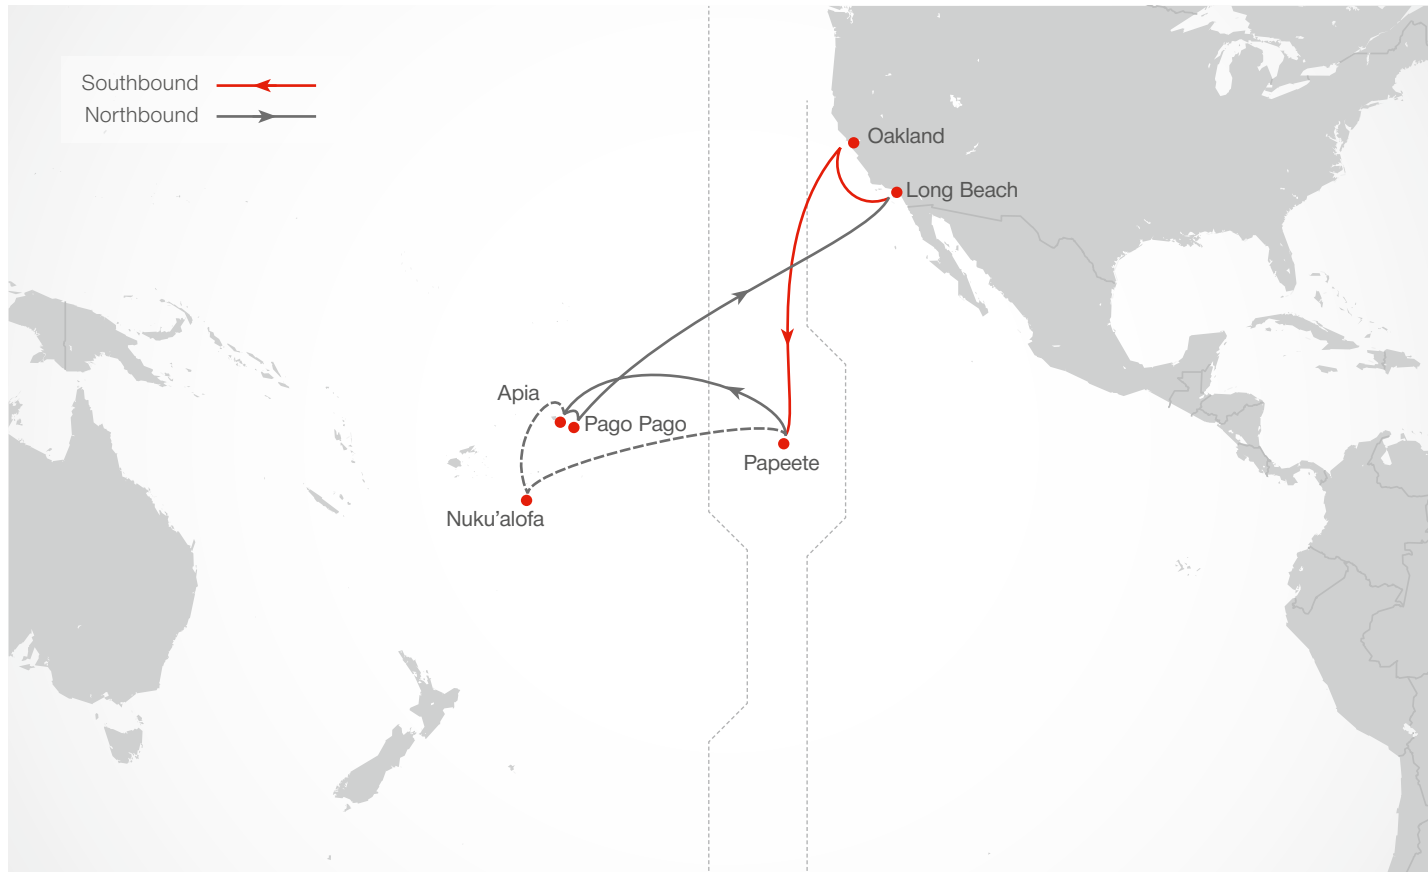 Southbound
Northbound
Oakland
Long Beach
Apia
Pago Pago
Papeete
Nuku’alofa